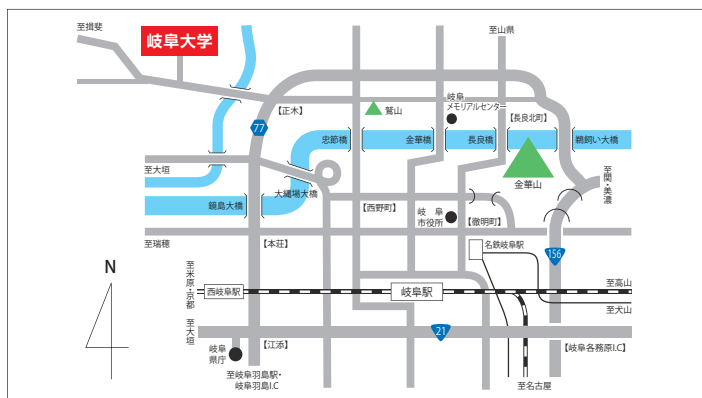 至揖斐
岐阜大学
至山県
【正木】
鷲山
岐阜
メモリアルセンター
【長良北町】
77
忠節橋
金華橋
長良橋
鵜飼い大橋
至大垣
大縄場大橋
金華山
至関・美濃
鏡島大橋
【西野町】
岐阜
市役所
【徹明町】
至瑞穂
【本荘】
名鉄岐阜駅
156
N
至米原・京都
西岐阜駅
岐阜駅
至高山
至犬山
至大垣
21
岐阜
県庁
【江添】
【岐阜各務原I.C】
至岐阜羽島駅・
岐阜羽島I.C
至名古屋